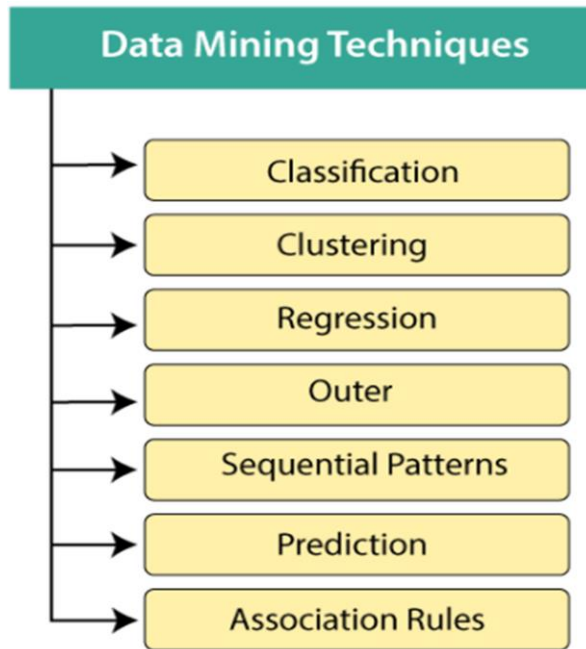 Data Mining Techniques
Classification
Clustering
Regression
Outer
Sequential Patterns
Prediction
Association Rules